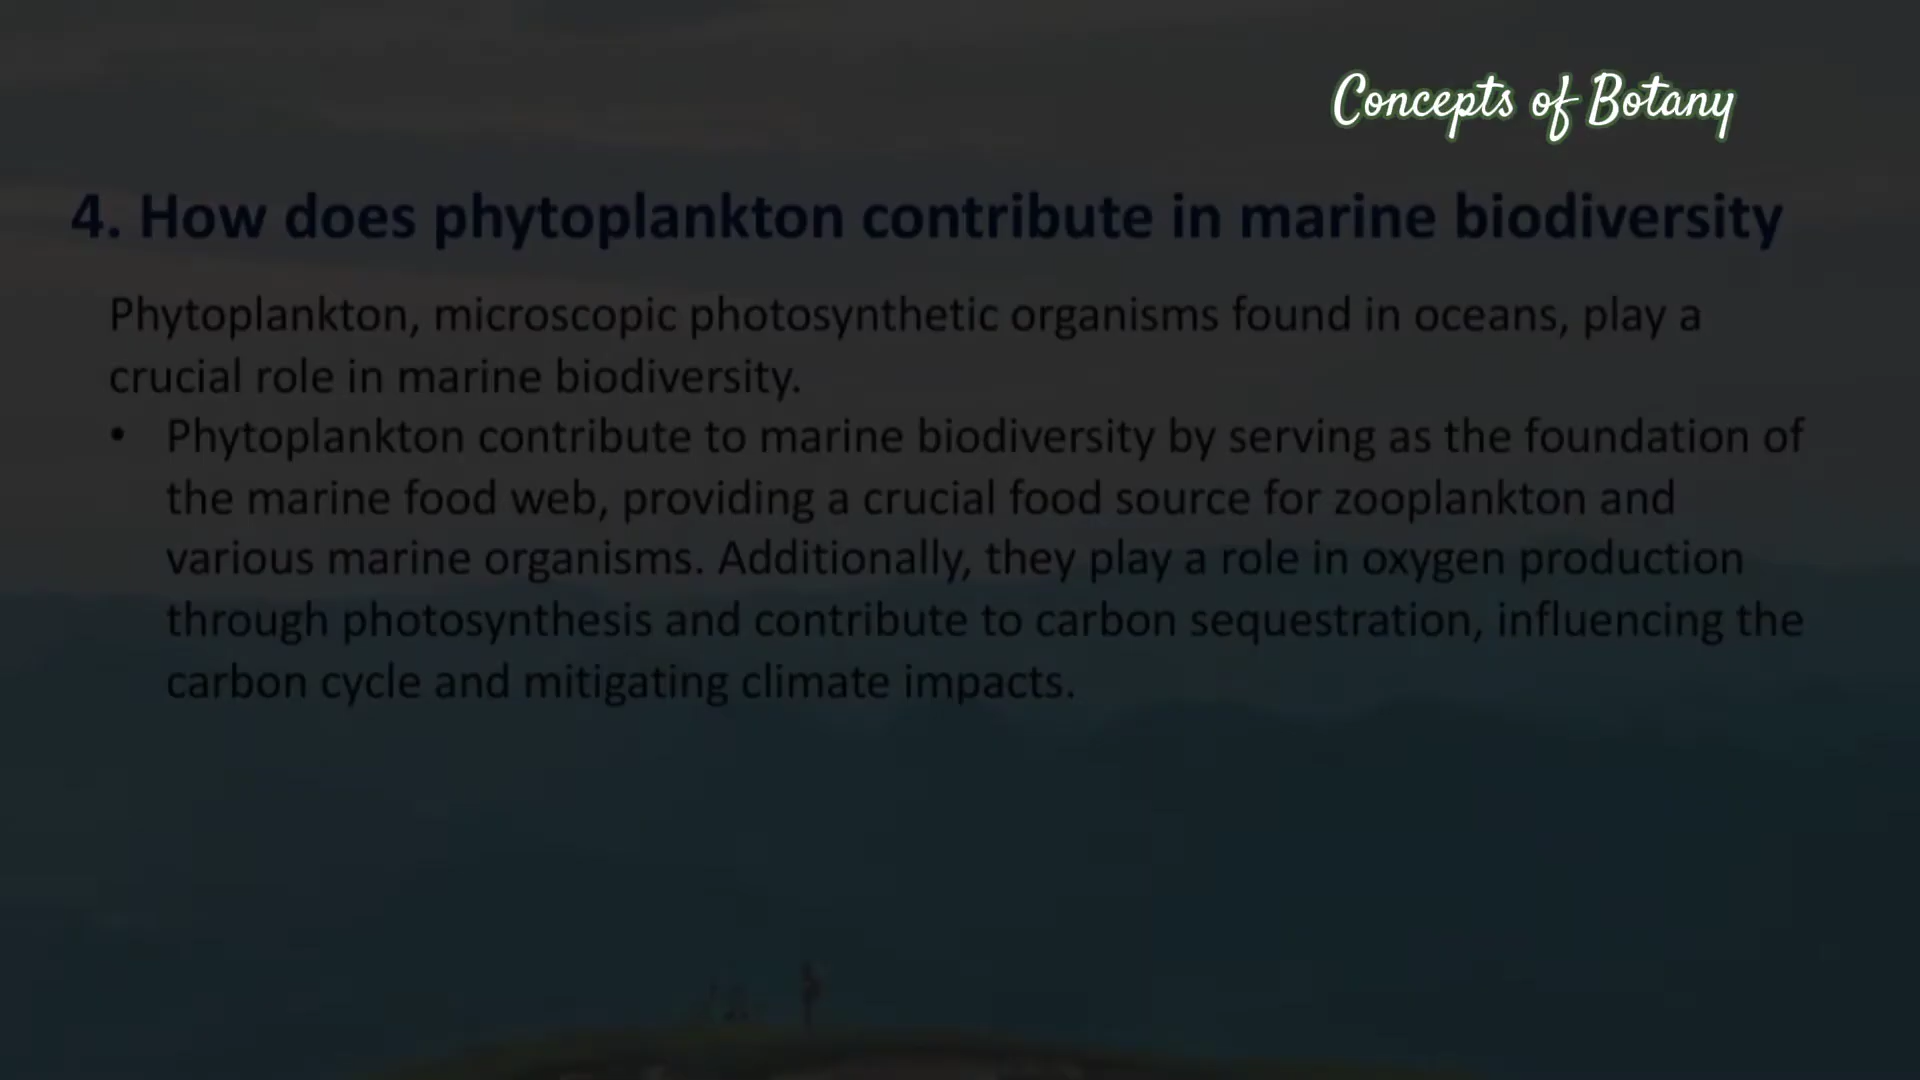 Concepts of Botany
4. How does phytoplankton contribute in marine biodiversity
Phytoplankton, microscopic photosynthetic organisms found in oceans, play a
crucial role in marine biodiversity.
• Phytoplankton contribute to marine biodiversity by serving as the foundation of
the marine food web, providing a crucial food source for zooplankton and
various marine organisms. Additionally, they play a role in oxygen production
through photosynthesis and contribute to carbon sequestration, influencing the
carbon cycle and mitigating climate impacts.